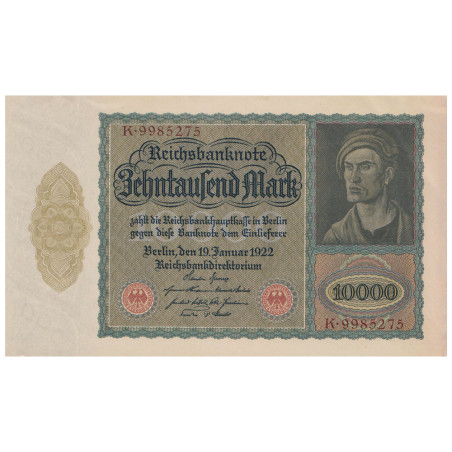 K·9985275
Reichsbanknote
Zehntausend Mark
zahlt die Reichsbankhauptkasse in Berlin
gegen diese Banknote dem Einlieferer
Berlin, den 19. Januar 1922
Reichsbankdirektorium
10000
K·9985275